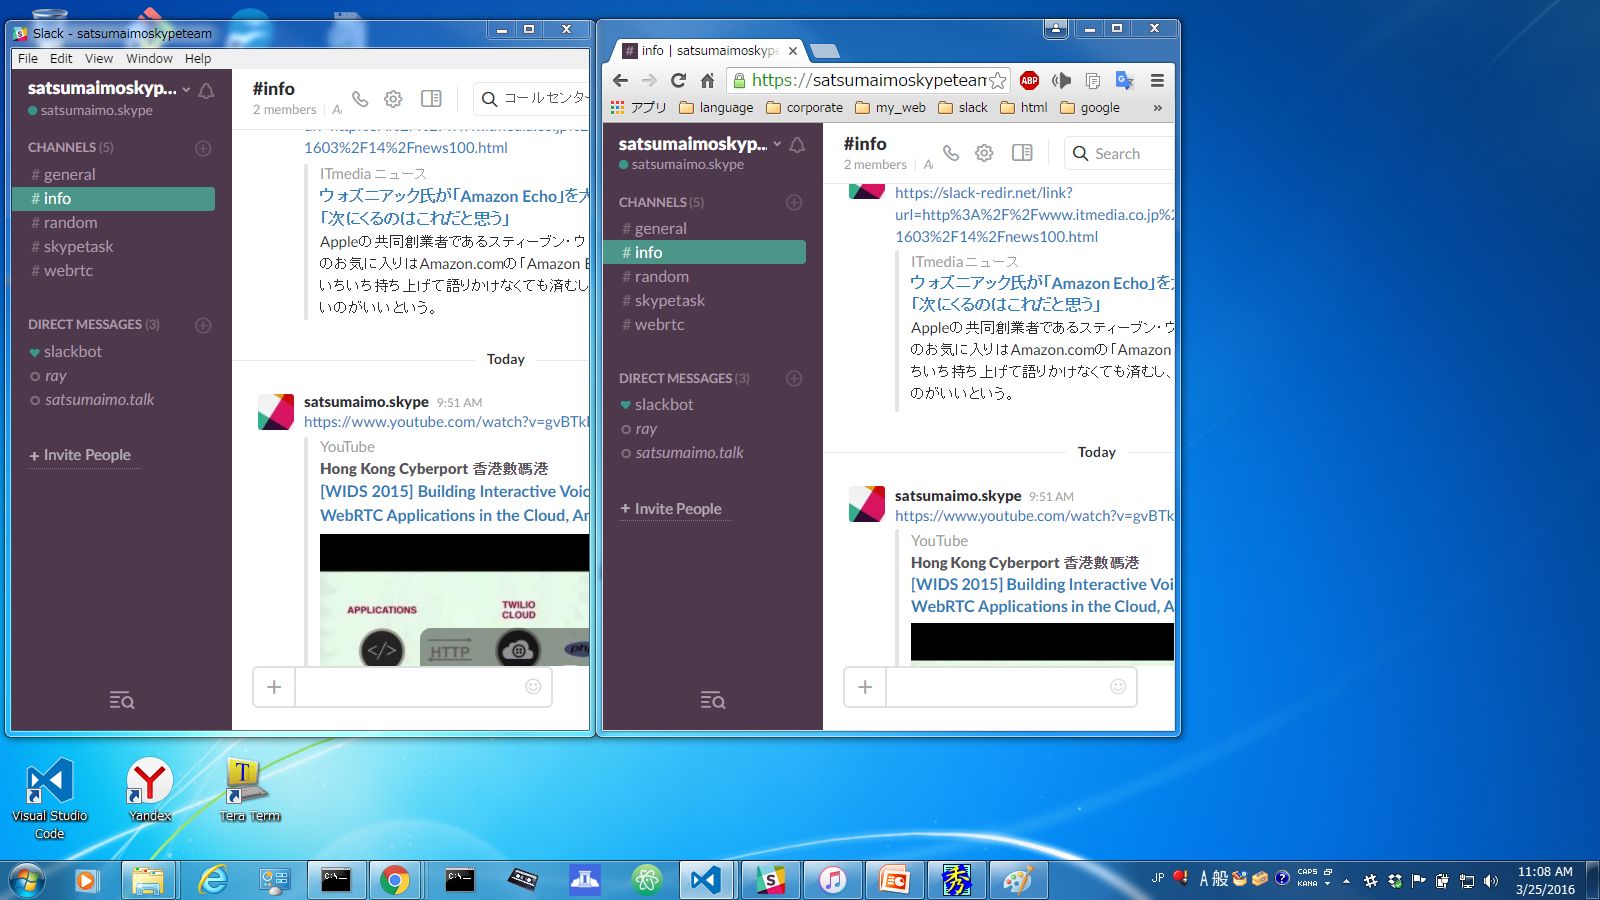 Slack - satsumaimoskypeteam
File Edit View Window Help
satsumaimoskyp...
satsumaimo.skype
CHANNELS (5)
# general
# info
# random
# skypetask
# webrtc
DIRECT MESSAGES (3)
slackbot
ray
satsumaimo.talk
+ Invite People
#info
2 members
コールセンター
1603%2F14%2Fnews100.html
ITmedia ニュース
ウォズニアック氏が「Amazon Echo」を
「次にくるのはこれだと思う」
Appleの共同創業者であるスティーブン・ウ
のお気に入りはAmazon.comの「Amazon E
いちいち持ち上げて語りかけなくても済むし
いのがいいという。
Today
satsumaimo.skype 9:51 AM
https://www.youtube.com/watch?v=gvBTk
YouTube
Hong Kong Cyberport 香港數碼港
[WIDS 2015] Building Interactive Voic
WebRTC Applications in the Cloud, An
APPLICATIONS
TWILIO
CLOUD
</>
HTTP
php
info | satsumaimoskype
https://satsumaimoskypeteam
ABP
アプリ language corporate my_web slack html google »
satsumaimoskyp...
satsumaimo.skype
CHANNELS (5)
# general
# info
# random
# skypetask
# webrtc
DIRECT MESSAGES (3)
slackbot
ray
satsumaimo.talk
+ Invite People
#info
2 members
Search
https://slack-redir.net/link?
url=http%3A%2F%2Fwww.itmedia.co.jp%2
1603%2F14%2Fnews100.html
ITmedia ニュース
ウォズニアック氏が「Amazon Echo」を
「次にくるのはこれだと思う」
Appleの共同創業者であるスティーブン・ウ
のお気に入りはAmazon.comの「Amazon
ちいち持ち上げて語りかけなくても済むし、
のがいいという。
Today
satsumaimo.skype 9:51 AM
https://www.youtube.com/watch?v=gvBTk
YouTube
Hong Kong Cyberport 香港數碼港
[WIDS 2015] Building Interactive Voi
WebRTC Applications in the Cloud, A
Visual Studio
Code
Yandex
Tera Term
JP
A 般
CAPS
KANA
11:08 AM
3/25/2016